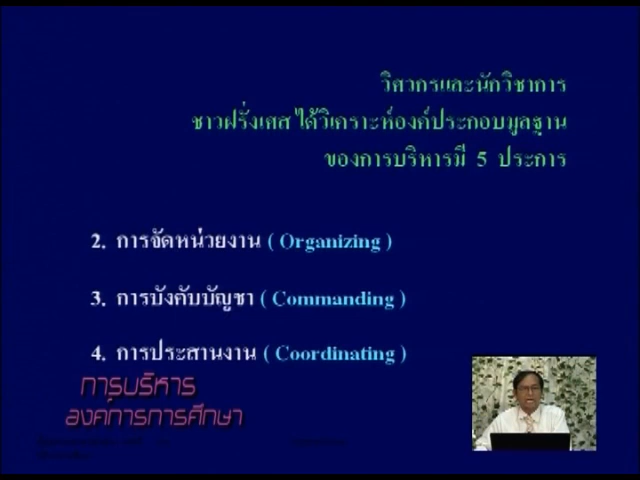 วิศวกรและนักวิชาการ
ชาวฝรั่งเศส ได้วิเคราะห์องค์ประกอบมูลฐาน
ของการบริหารมี 5 ประการ
2. การจัดหน่วยงาน ( Organizing )
3. การบังคับบัญชา ( Commanding )
4. การประสานงาน ( Coordinating )
การบริหาร
องค์การการศึกษา